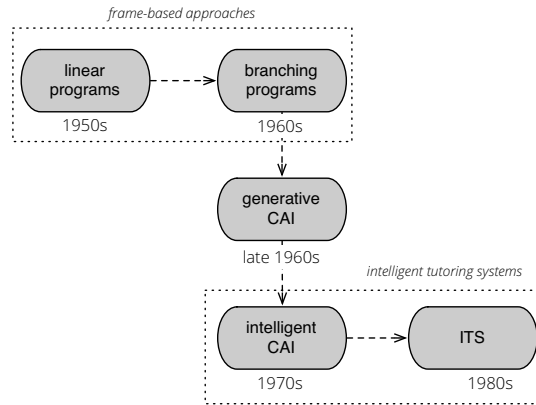 frame-based approaches
linear
programs
branching
programs
1950s
1960s
generative
CAI
late 1960s
intelligent tutoring systems
intelligent
CAI
ITS
1970s
1980s